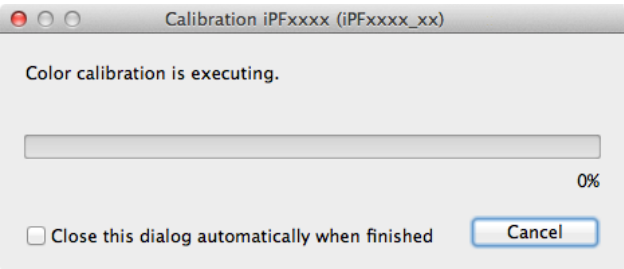 Calibration iPFxxxx (iPFxxxx_xx)
Color calibration is executing.
0%
Close this dialog automatically when finished
Cancel